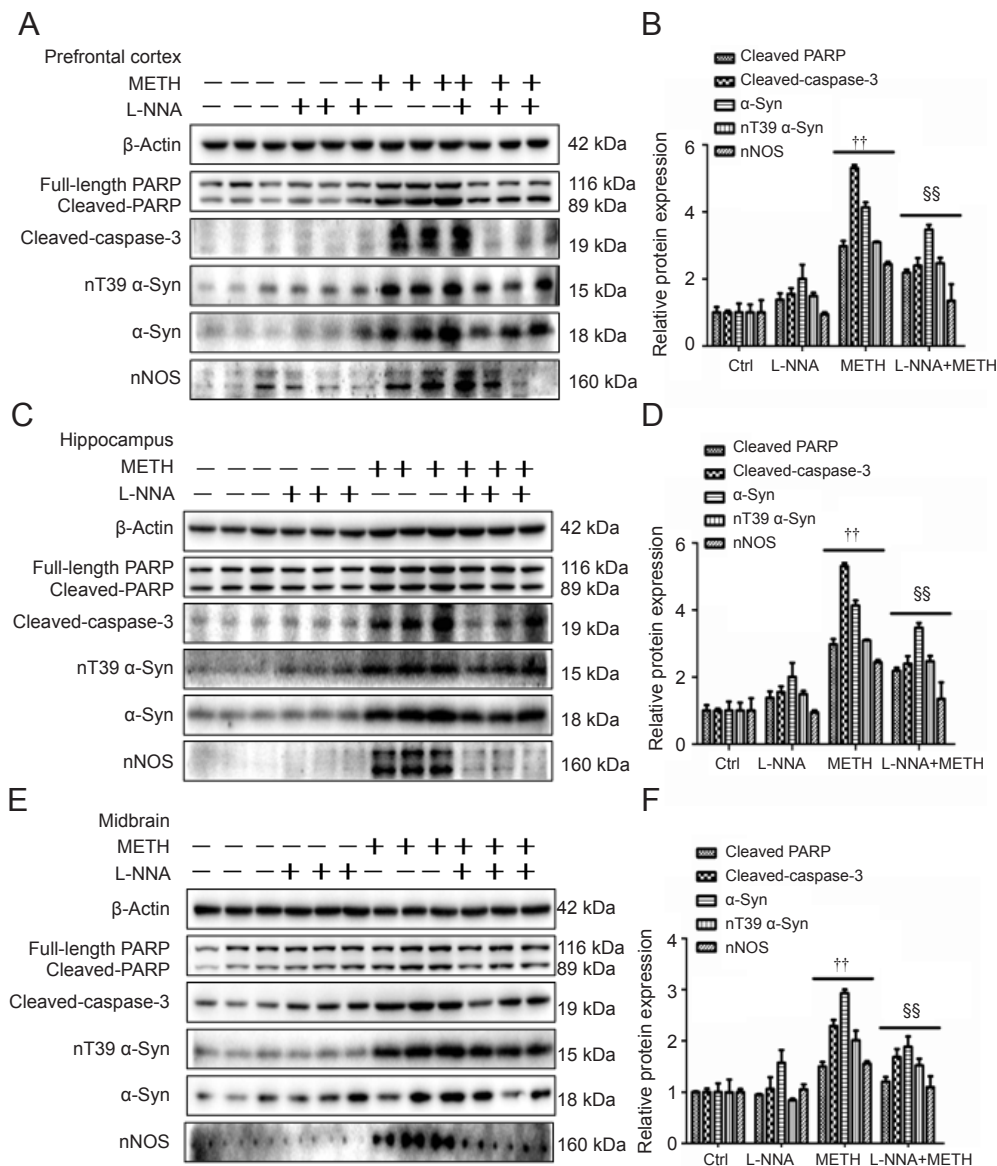 A
Prefrontal cortex
METH − − − − − − + + + + + +
L-NNA − − − + + + − − − + + +
β-Actin 42 kDa
Full-length PARP 116 kDa
Cleaved-PARP 89 kDa
Cleaved-caspase-3 19 kDa
nT39 α-Syn 15 kDa
α-Syn 18 kDa
nNOS 160 kDa
B
Cleaved PARP
Cleaved-caspase-3
α-Syn
nT39 α-Syn
nNOS
Relative protein expression
6
4
2
0
††
§§
Ctrl L-NNA METH L-NNA+METH
C
Hippocampus
METH − − − − − − + + + + + +
L-NNA − − − + + + − − − + + +
β-Actin 42 kDa
Full-length PARP 116 kDa
Cleaved-PARP 89 kDa
Cleaved-caspase-3 19 kDa
nT39 α-Syn 15 kDa
α-Syn 18 kDa
nNOS 160 kDa
D
Cleaved PARP
Cleaved-caspase-3
α-Syn
nT39 α-Syn
nNOS
Relative protein expression
6
4
2
0
††
§§
Ctrl L-NNA METH L-NNA+METH
E
Midbrain
METH − − − − − − + + + + + +
L-NNA − − − + + + − − − + + +
β-Actin 42 kDa
Full-length PARP 116 kDa
Cleaved-PARP 89 kDa
Cleaved-caspase-3 19 kDa
nT39 α-Syn 15 kDa
α-Syn 18 kDa
nNOS 160 kDa
F
Cleaved PARP
Cleaved-caspase-3
α-Syn
nT39 α-Syn
nNOS
Relative protein expression
4
3
2
1
0
††
§§
Ctrl L-NNA METH L-NNA+METH